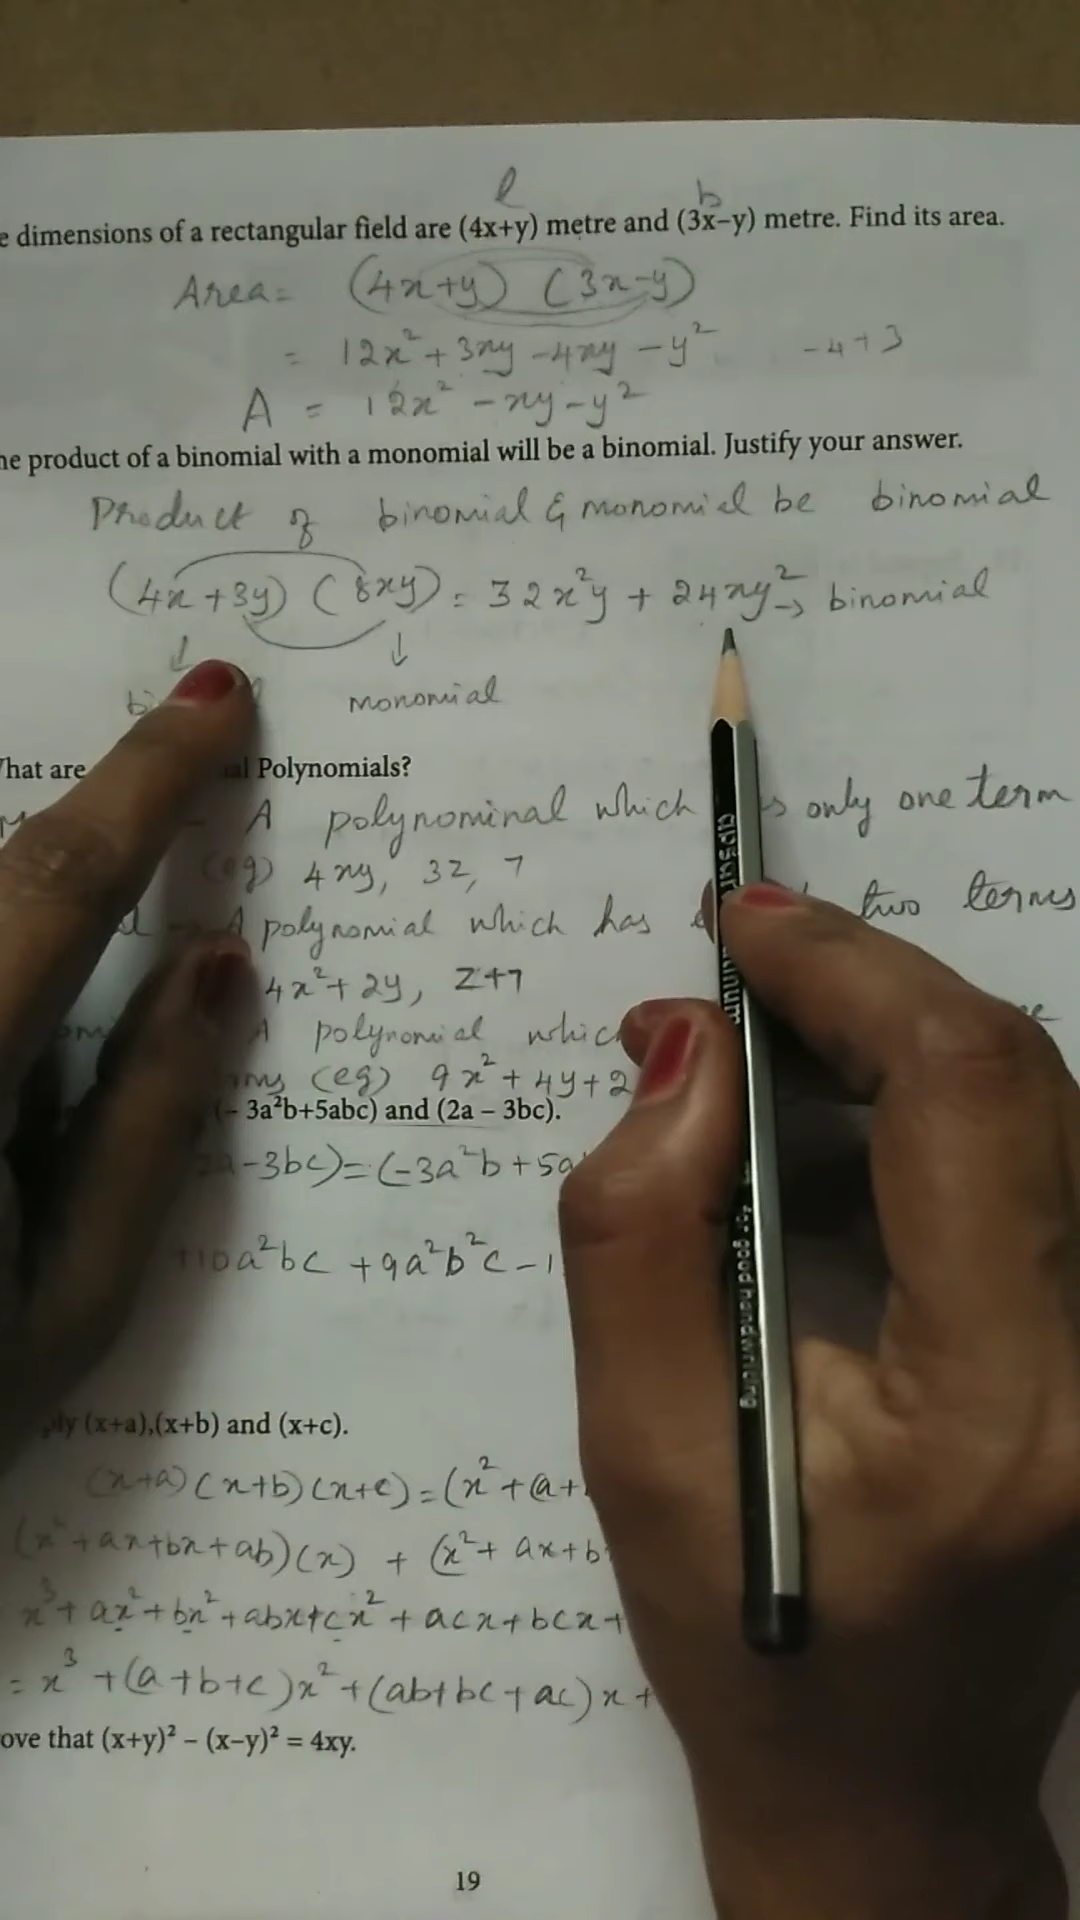 l b
dimensions of a rectangular field are (4x+y) metre and (3x–y) metre. Find its area.
Area = (4x+y) (3x-y)
= 12x² + 3xy - 4xy - y² -4+3
A = 12x² - xy - y²
product of a binomial with a monomial will be a binomial. Justify your answer.
Product of binomial & monomial be binomial
(4x+3y) (8xy) = 32x²y + 24xy² → binomial
↓ ↓
monomial
are Polynomials?
A polynominal which only one term
(eg) 4xy, 3z, 7
A polynomial which has two terms
4x²+2y, z+7
A polynomial
(eg) 9x² + 4y + 2
(– 3a²b+5abc) and (2a – 3bc).
-3bc) = (-3a²b + 5a
+10a²bc + 9a²b²c - 1
(x+a),(x+b) and (x+c).
(x+a) (x+b) (x+c) = (x² + (a+
(x²+ax+bx+ab)(x) + (x² + ax + b
x³ + ax² + bx² + abx + cx² + acx + bcx +
= x³ + (a+b+c)x² + (ab+bc+ac)x +
that (x+y)² – (x–y)² = 4xy.
19
apsara
for good handwriting